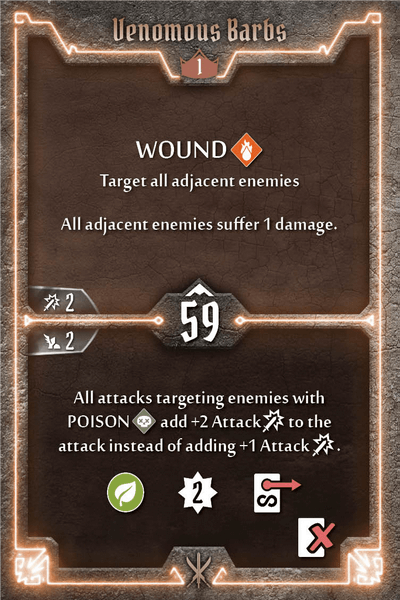 Venomous Barbs
1
WOUND
Target all adjacent enemies
All adjacent enemies suffer 1 damage.
2
59
2
All attacks targeting enemies with
POISON add +2 Attack to the
attack instead of adding +1 Attack .
2